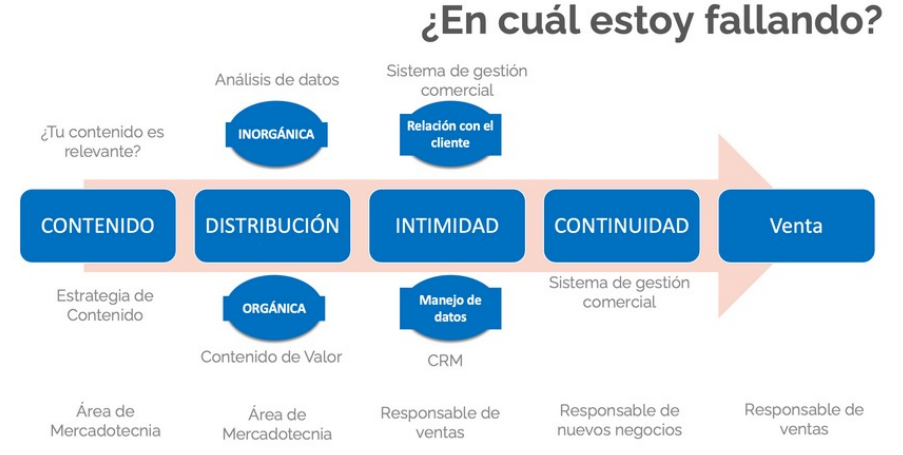 ¿En cuál estoy fallando?
Análisis de datos
Sistema de gestión
comercial
¿Tu contenido es
relevante?
INORGÁNICA
Relación con el
cliente
CONTENIDO
DISTRIBUCIÓN
INTIMIDAD
CONTINUIDAD
Venta
Estrategia de
Contenido
ORGÁNICA
Manejo de
datos
Sistema de gestión
comercial
Contenido de Valor
CRM
Área de
Mercadotecnia
Área de
Mercadotecnia
Responsable de
ventas
Responsable de
nuevos negocios
Responsable de
ventas